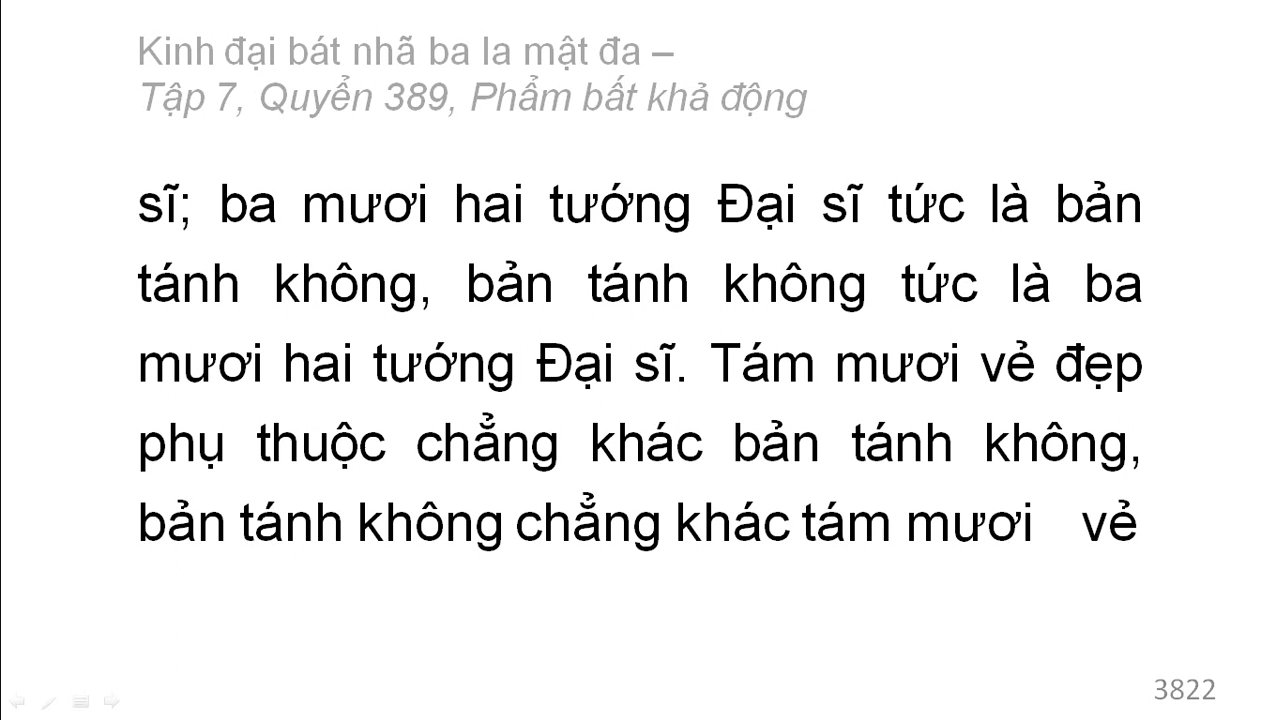 Kinh đại bát nhã ba la mật đa –
Tập 7, Quyển 389, Phẩm bất khả động
sĩ; ba mươi hai tướng Đại sĩ tức là bản
tánh không, bản tánh không tức là ba
mươi hai tướng Đại sĩ. Tám mươi vẻ đẹp
phụ thuộc chẳng khác bản tánh không,
bản tánh không chẳng khác tám mươi vẻ
3822